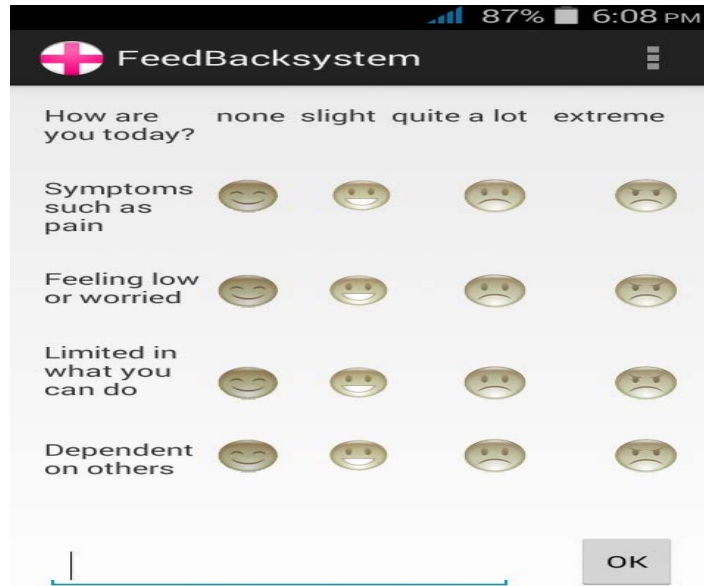 87% 6:08 PM
FeedBacksystem
How are none slight quite a lot extreme
you today?
Symptoms
such as
pain
Feeling low
or worried
Limited in
what you
can do
Dependent
on others
OK